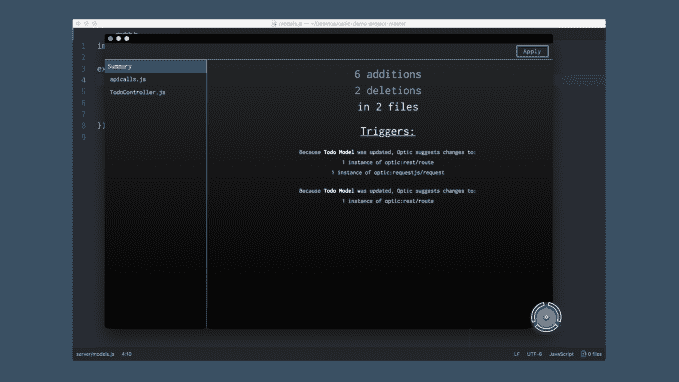 Apply
1 im
2
3 ex
4
5
6
7
8 })
9
Summary
apicalls.js
TodoController.js
6 additions
2 deletions
in 2 files
Triggers:
Because Todo Model was updated, Optic suggests changes to:
1 instance of optic:rest/route
1 instance of optic:requestjs/request
Because Todo Model was updated, Optic suggests changes to:
1 instance of optic:rest/route
server/models.js 4:10 LF UTF-8 JavaScript 0 files